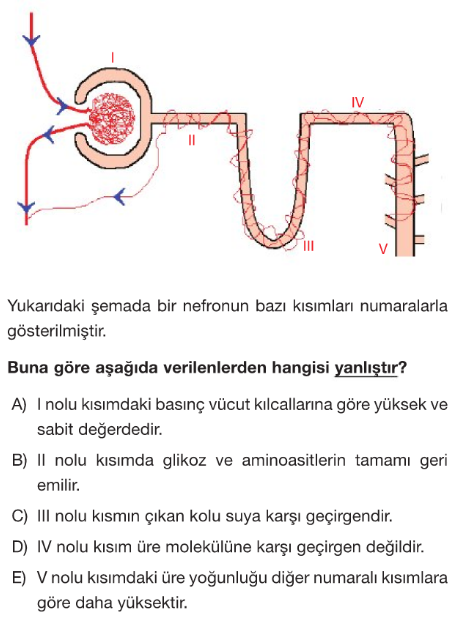 I
II
III
IV
V
Yukarıdaki şemada bir nefronun bazı kısımları numaralarla
gösterilmiştir.
Buna göre aşağıda verilenlerden hangisi yanlıştır?
A) I nolu kısımdaki basınç vücut kılcallarına göre yüksek ve
sabit değerdedir.
B) II nolu kısımda glikoz ve aminoasitlerin tamamı geri
emilir.
C) III nolu kısmın çıkan kolu suya karşı geçirgendir.
D) IV nolu kısım üre molekülüne karşı geçirgen değildir.
E) V nolu kısımdaki üre yoğunluğu diğer numaralı kısımlara
göre daha yüksektir.